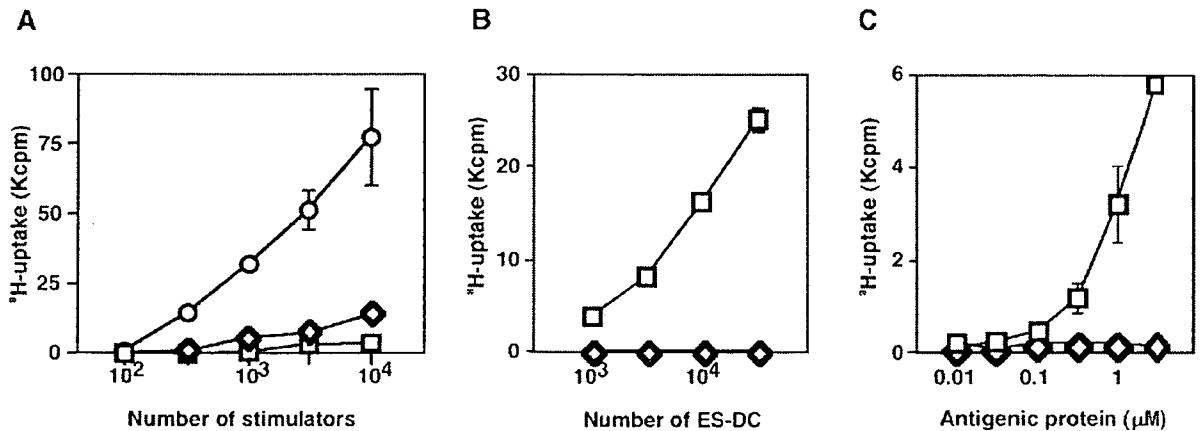 A
B
C
³H-uptake (Kcpm)
100
75
50
25
0
10²
10³
10⁴
Number of stimulators
³H-uptake (Kcpm)
30
20
10
0
10³
10⁴
Number of ES-DC
³H-uptake (Kcpm)
6
4
2
0
0.01
0.1
1
Antigenic protein (µM)